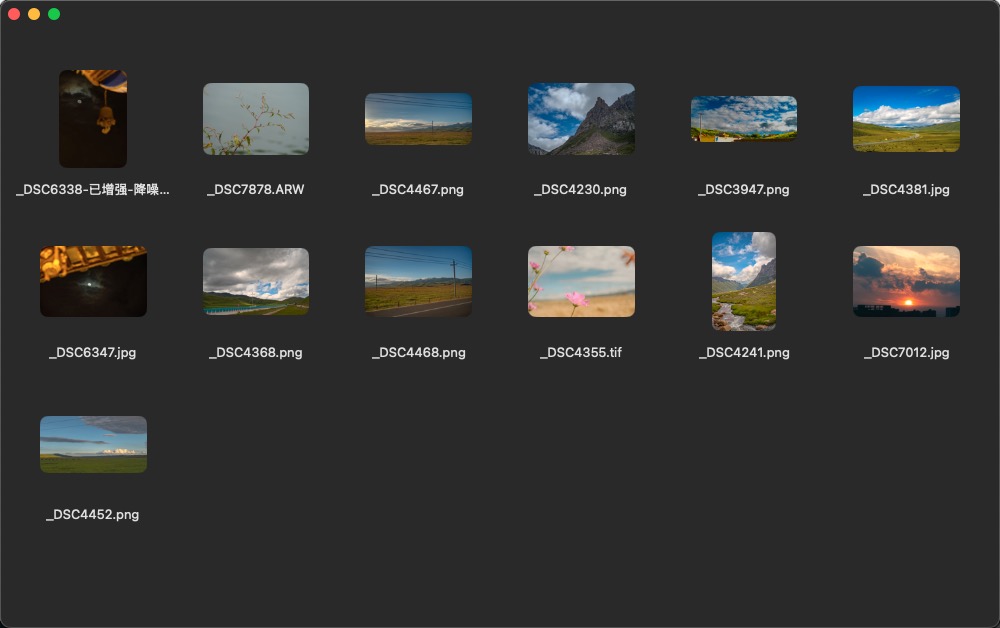 _DSC6338-已增强-降噪...
_DSC7878.ARW
_DSC4467.png
_DSC4230.png
_DSC3947.png
_DSC4381.jpg
_DSC6347.jpg
_DSC4368.png
_DSC4468.png
_DSC4355.tif
_DSC4241.png
_DSC7012.jpg
_DSC4452.png